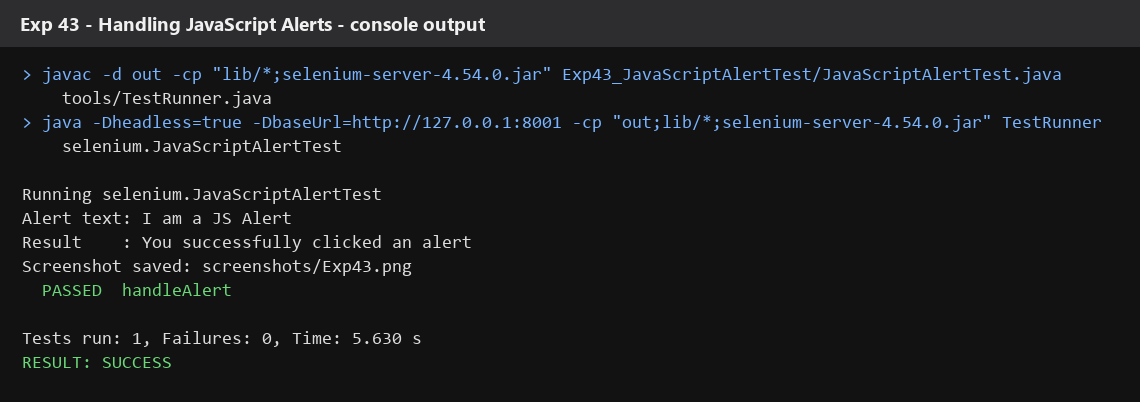 Exp 43 - Handling JavaScript Alerts - console output
> javac -d out -cp "lib/*;selenium-server-4.54.0.jar" Exp43_JavaScriptAlertTest/JavaScriptAlertTest.java
    tools/TestRunner.java
> java -Dheadless=true -DbaseUrl=http://127.0.0.1:8001 -cp "out;lib/*;selenium-server-4.54.0.jar" TestRunner
    selenium.JavaScriptAlertTest

Running selenium.JavaScriptAlertTest
Alert text: I am a JS Alert
Result    : You successfully clicked an alert
Screenshot saved: screenshots/Exp43.png
  PASSED  handleAlert

Tests run: 1, Failures: 0, Time: 5.630 s
RESULT: SUCCESS